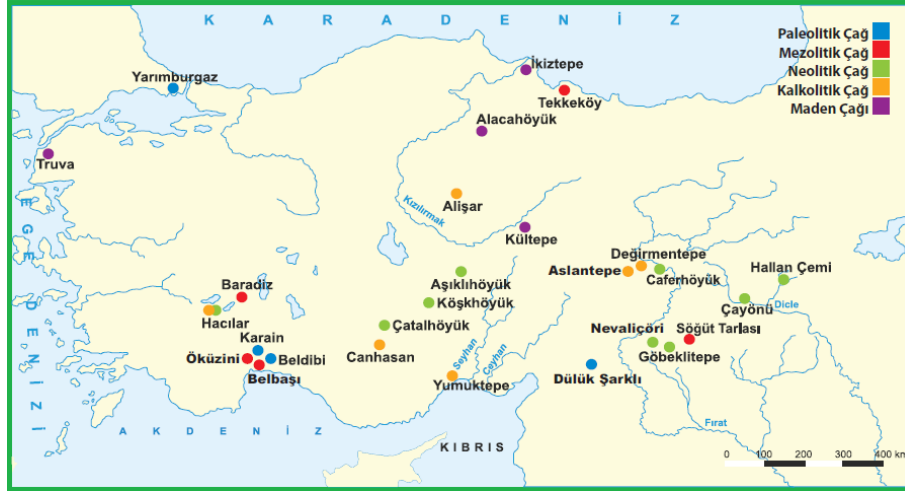 K A R A D E N İ Z
Paleolitik Çağ
Mezolitik Çağ
Neolitik Çağ
Kalkolitik Çağ
Maden Çağı
İkiztepe
Yarımburgaz
Tekkeköy
Alacahöyük
Truva
Alişar
Kızılırmak
Kültepe
E G E D E N İ Z İ
Değirmentepe
Aslantepe
Hallan Çemi
Baradiz
Aşıklıhöyük
Caferhöyük
Köşkhöyük
Çayönü
Dicle
Hacılar
Çatalhöyük
Nevaliçöri
Söğüt Tarlası
Karain
Göbeklitepe
Öküzini
Beldibi
Canhasan
Seyhan
Ceyhan
Belbaşı
Yumuktepe
Dülük Şarklı
Fırat
A K D E N İ Z
KIBRIS
0 100 200 300 400 km